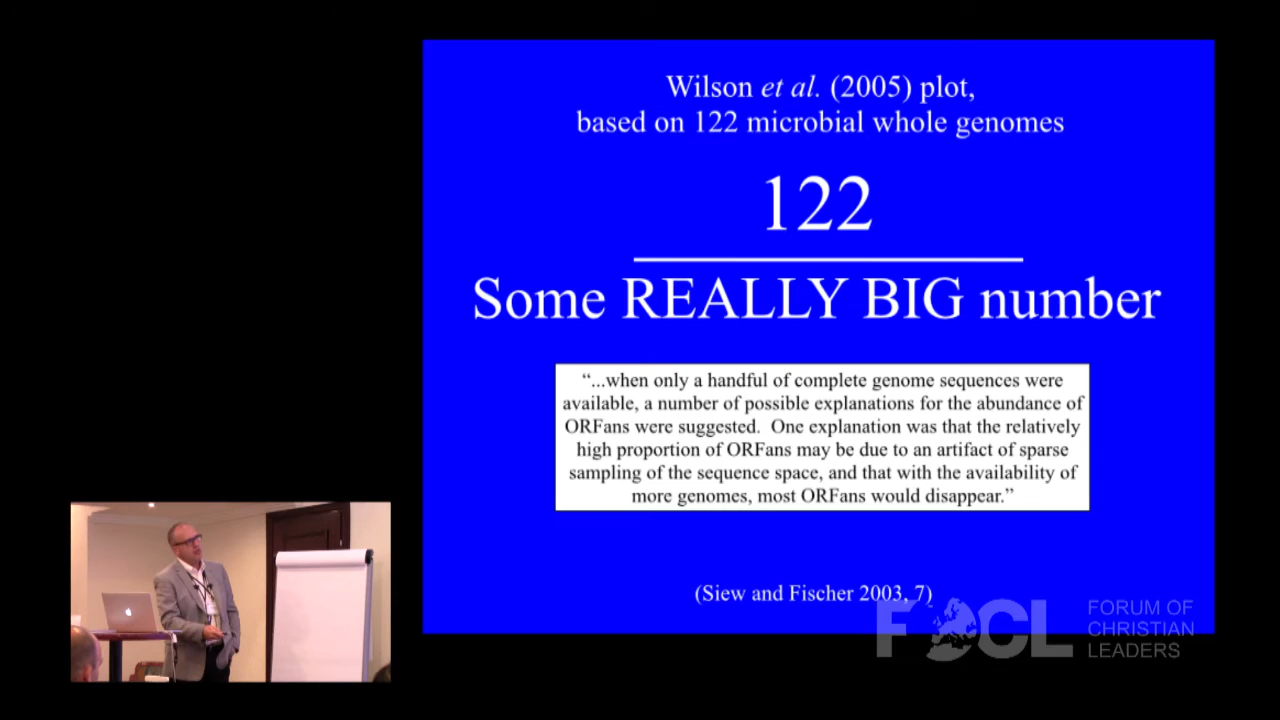 Wilson et al. (2005) plot,
based on 122 microbial whole genomes
122
Some REALLY BIG number
“...when only a handful of complete genome sequences were
available, a number of possible explanations for the abundance of
ORFans were suggested.  One explanation was that the relatively
high proportion of ORFans may be due to an artifact of sparse
sampling of the sequence space, and that with the availability of
more genomes, most ORFans would disappear.”
(Siew and Fischer 2003, 7)
FOCL
FORUM OF
CHRISTIAN
LEADERS